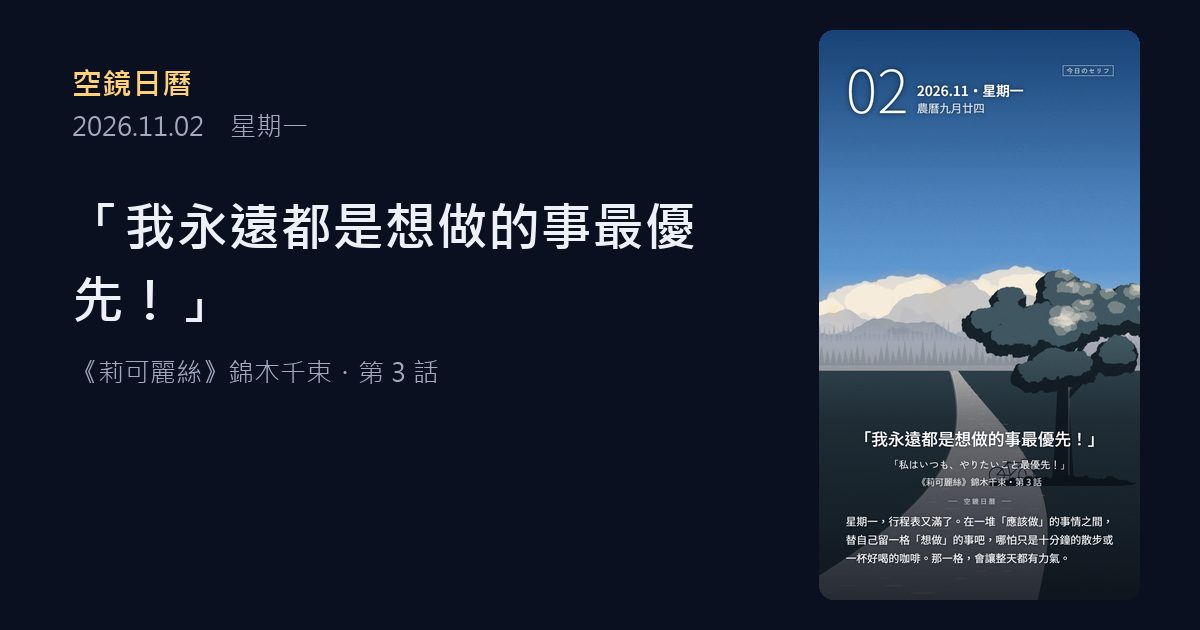 空鏡日曆
2026.11.02　星期一
「我永遠都是想做的事最優
先！」
《莉可麗絲》錦木千束・第 3 話
02
2026.11・星期一
農曆九月廿四
今日のセリフ
「我永遠都是想做的事最優先！」
「私はいつも、やりたいこと最優先！」
《莉可麗絲》錦木千束・第 3 話
— 空鏡日曆 —
星期一，行程表又滿了。在一堆「應該做」的事情之間，
替自己留一格「想做」的事吧，哪怕只是十分鐘的散步或
一杯好喝的咖啡。那一格，會讓整天都有力氣。